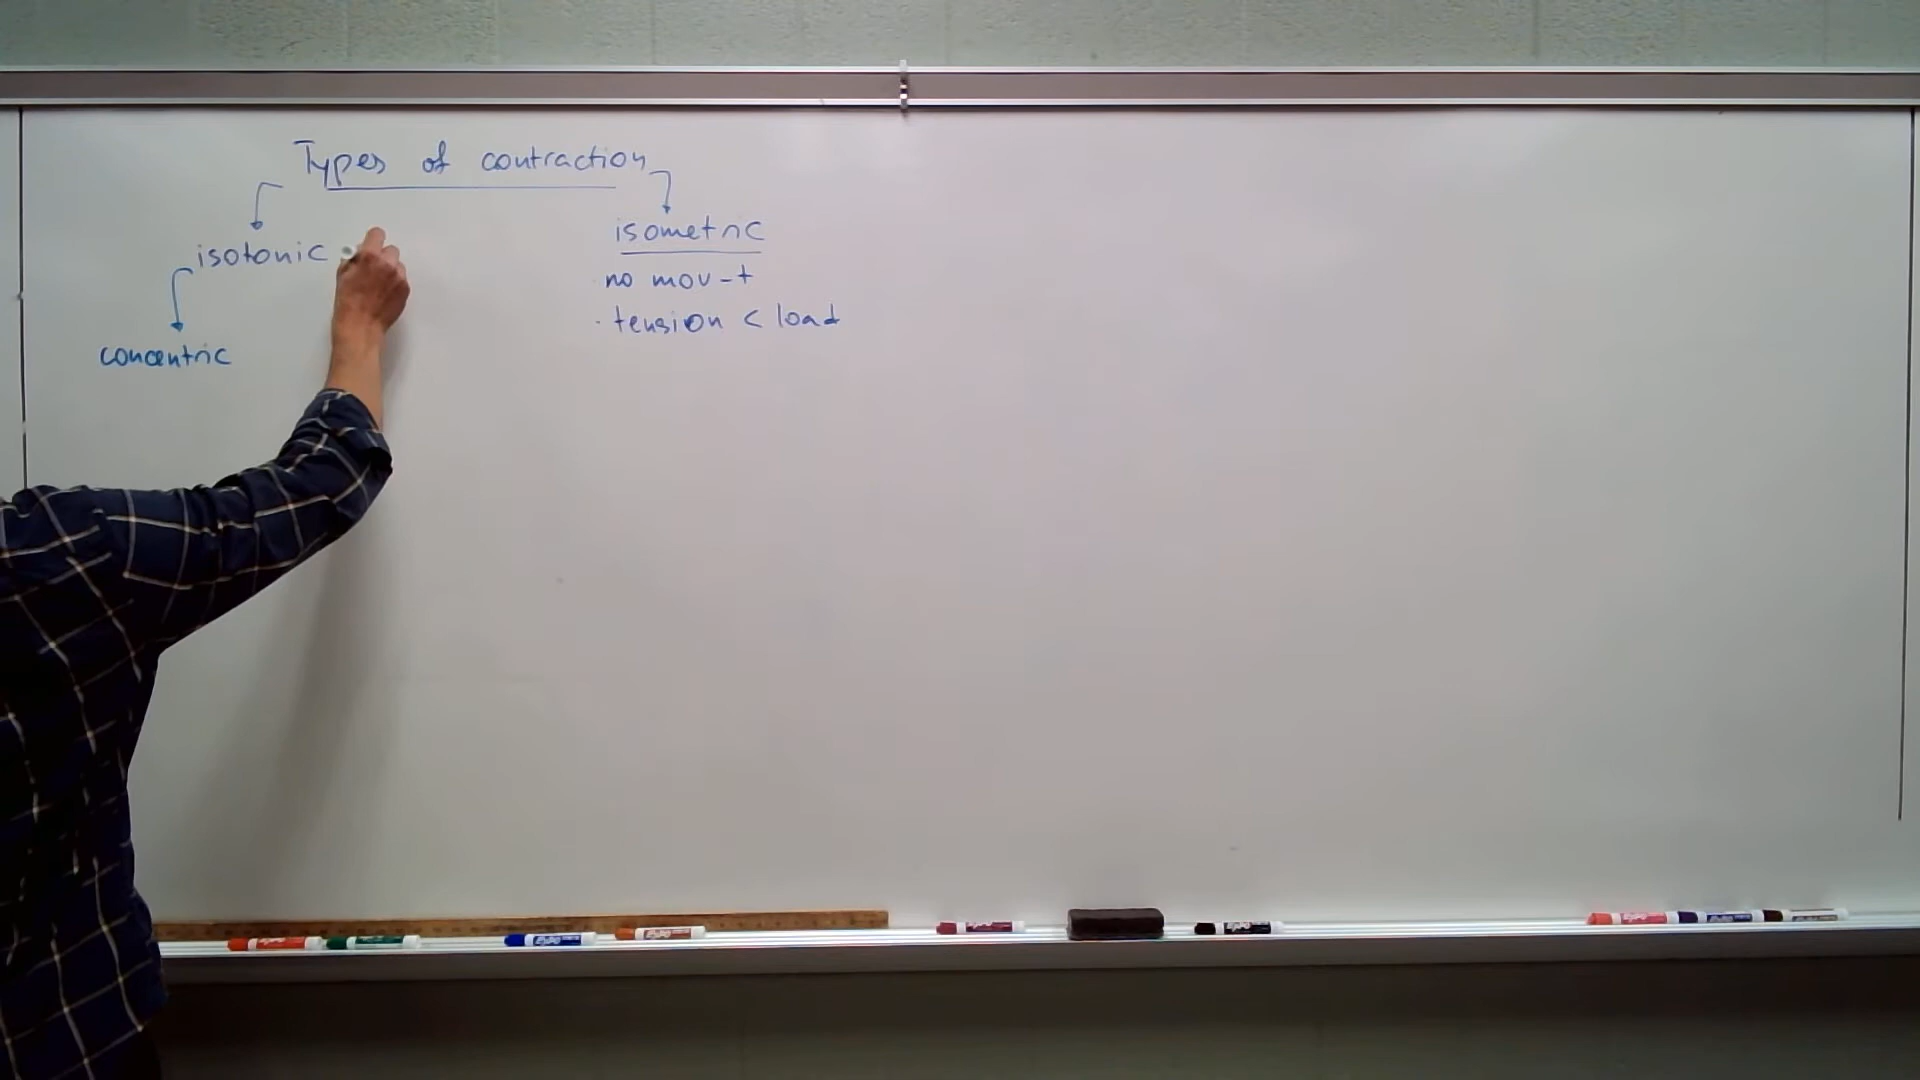 Types of contraction
isotonic
concentric
isometric
no mov-t
· tension < load